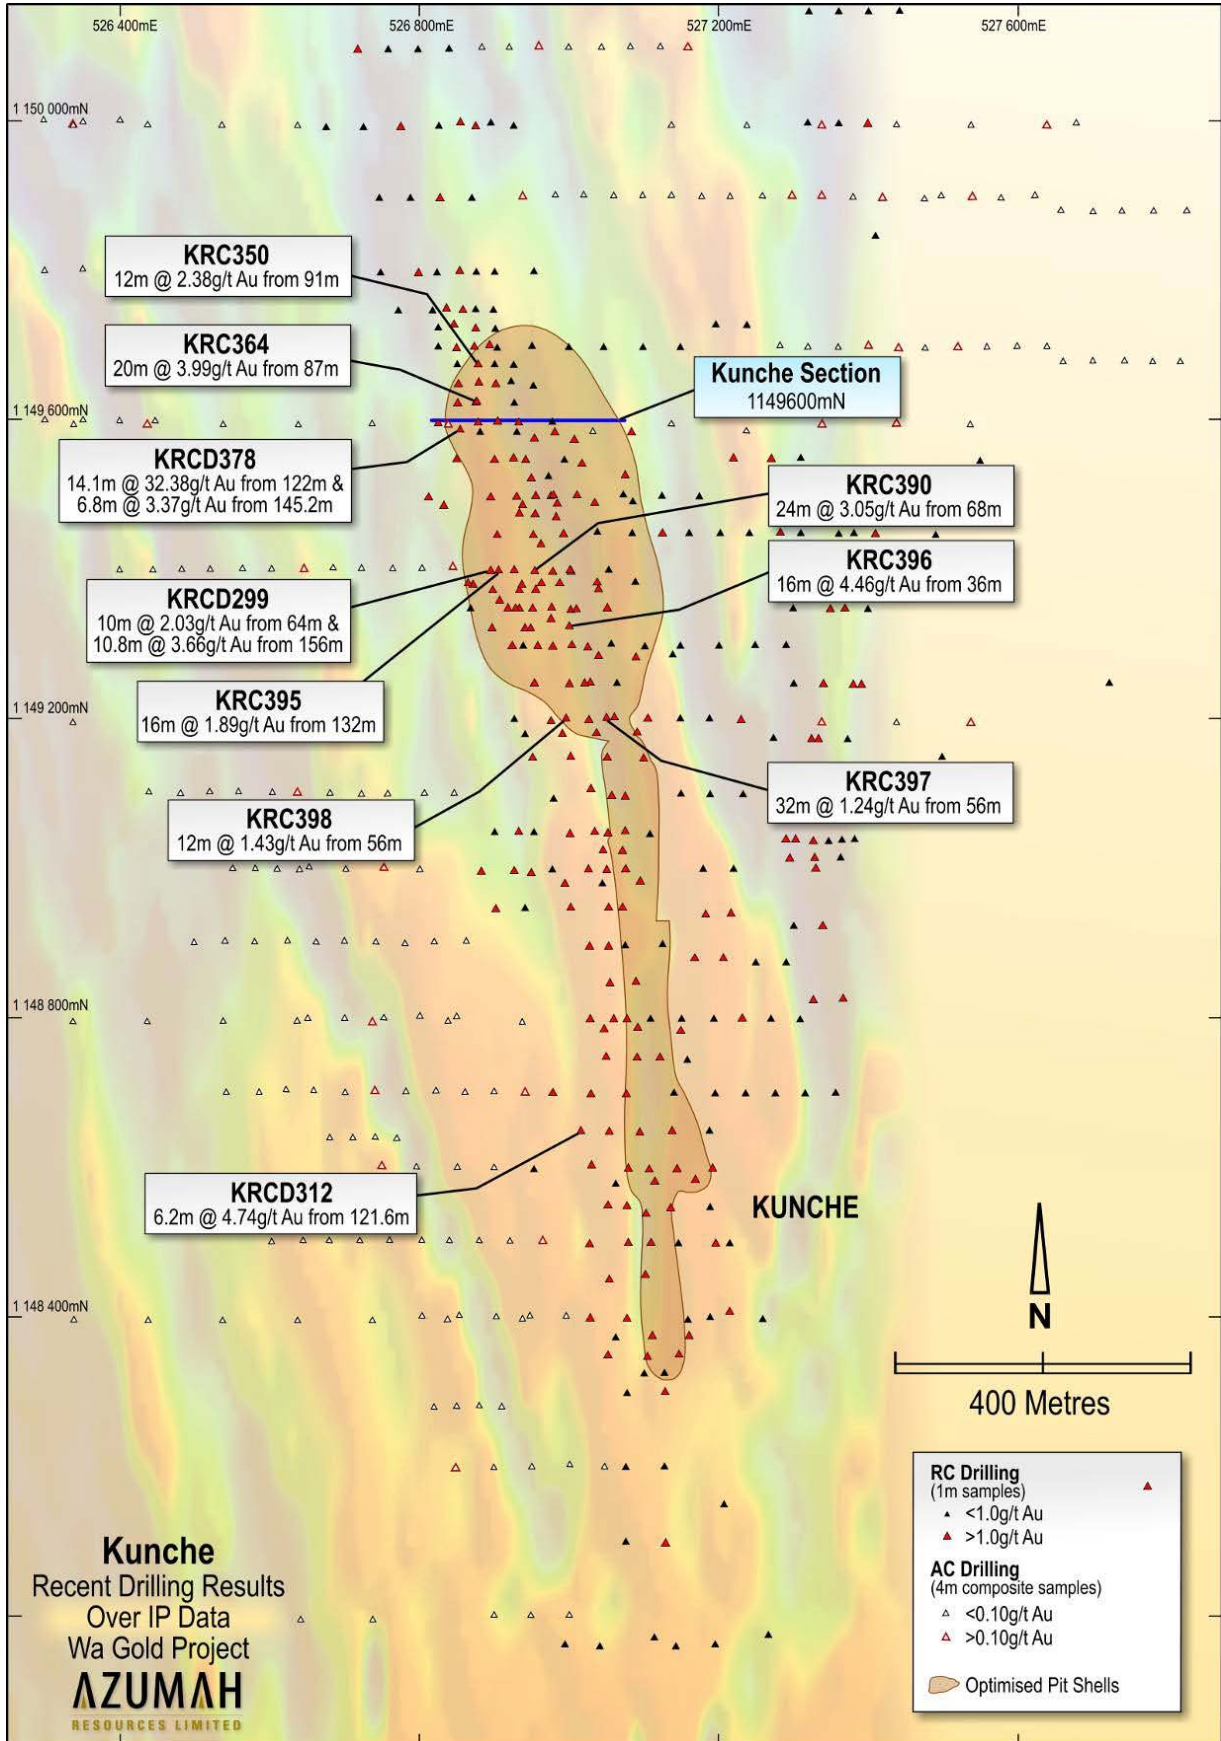 526 400mE
526 800mE
527 200mE
527 600mE
1 150 000mN
KRC350
12m @ 2.38g/t Au from 91m
KRC364
20m @ 3.99g/t Au from 87m
Kunche Section
1149600mN
1 149 600mN
KRCD378
14.1m @ 32.38g/t Au from 122m &
6.8m @ 3.37g/t Au from 145.2m
KRC390
24m @ 3.05g/t Au from 68m
KRC396
16m @ 4.46g/t Au from 36m
KRCD299
10m @ 2.03g/t Au from 64m &
10.8m @ 3.66g/t Au from 156m
KRC395
16m @ 1.89g/t Au from 132m
1 149 200mN
KRC397
32m @ 1.24g/t Au from 56m
KRC398
12m @ 1.43g/t Au from 56m
1 148 800mN
KRCD312
6.2m @ 4.74g/t Au from 121.6m
KUNCHE
1 148 400mN
N
400 Metres
RC Drilling
(1m samples)
<1.0g/t Au
>1.0g/t Au
AC Drilling
(4m composite samples)
<0.10g/t Au
>0.10g/t Au
Optimised Pit Shells
Kunche
Recent Drilling Results
Over IP Data
Wa Gold Project
AZUMAH
RESOURCES LIMITED